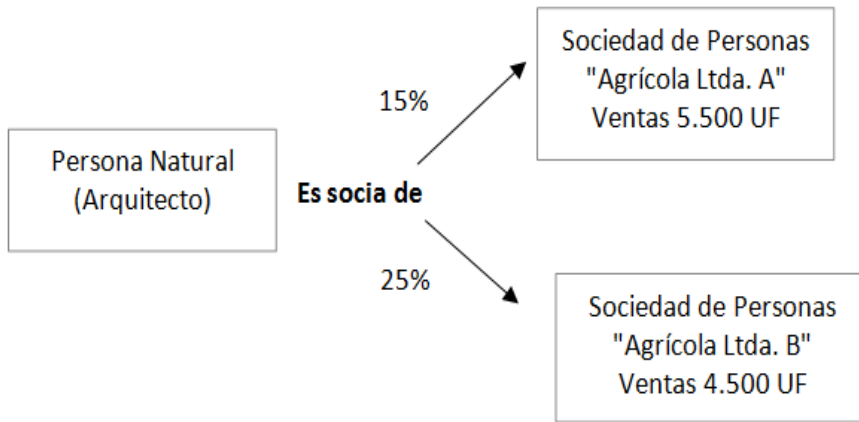 Persona Natural
(Arquitecto)
Es socia de
15%
Sociedad de Personas
"Agrícola Ltda. A"
Ventas 5.500 UF
25%
Sociedad de Personas
"Agrícola Ltda. B"
Ventas 4.500 UF